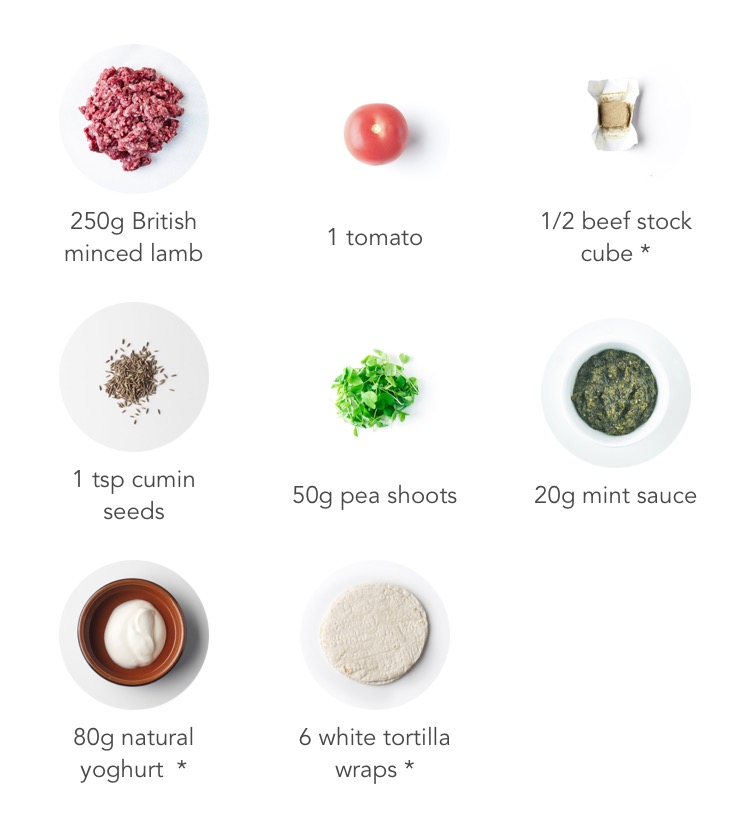 250g British
minced lamb
1 tomato
1/2 beef stock
cube *
1 tsp cumin
seeds
50g pea shoots
20g mint sauce
80g natural
yoghurt  *
6 white tortilla
wraps *